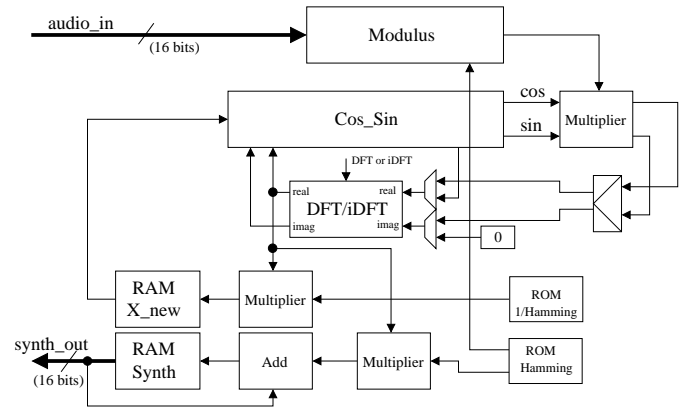 audio_in
(16 bits)
Modulus
Cos_Sin
cos
sin
Multiplier
DFT or iDFT
real
real
DFT/iDFT
imag
imag
0
RAM
X_new
Multiplier
ROM
1/Hamming
synth_out
(16 bits)
RAM
Synth
Add
Multiplier
ROM
Hamming